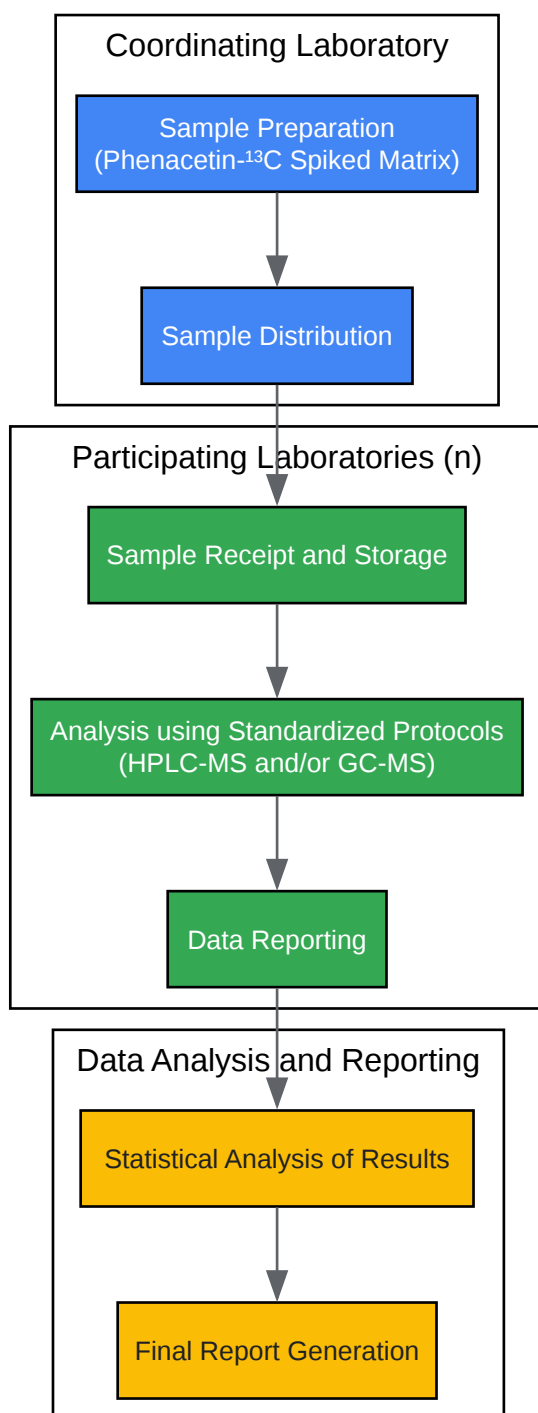 Coordinating Laboratory
Sample Preparation
(Phenacetin-¹³C Spiked Matrix)
Sample Distribution
Participating Laboratories (n)
Sample Receipt and Storage
Analysis using Standardized Protocols
(HPLC-MS and/or GC-MS)
Data Reporting
Data Analysis and Reporting
Statistical Analysis of Results
Final Report Generation